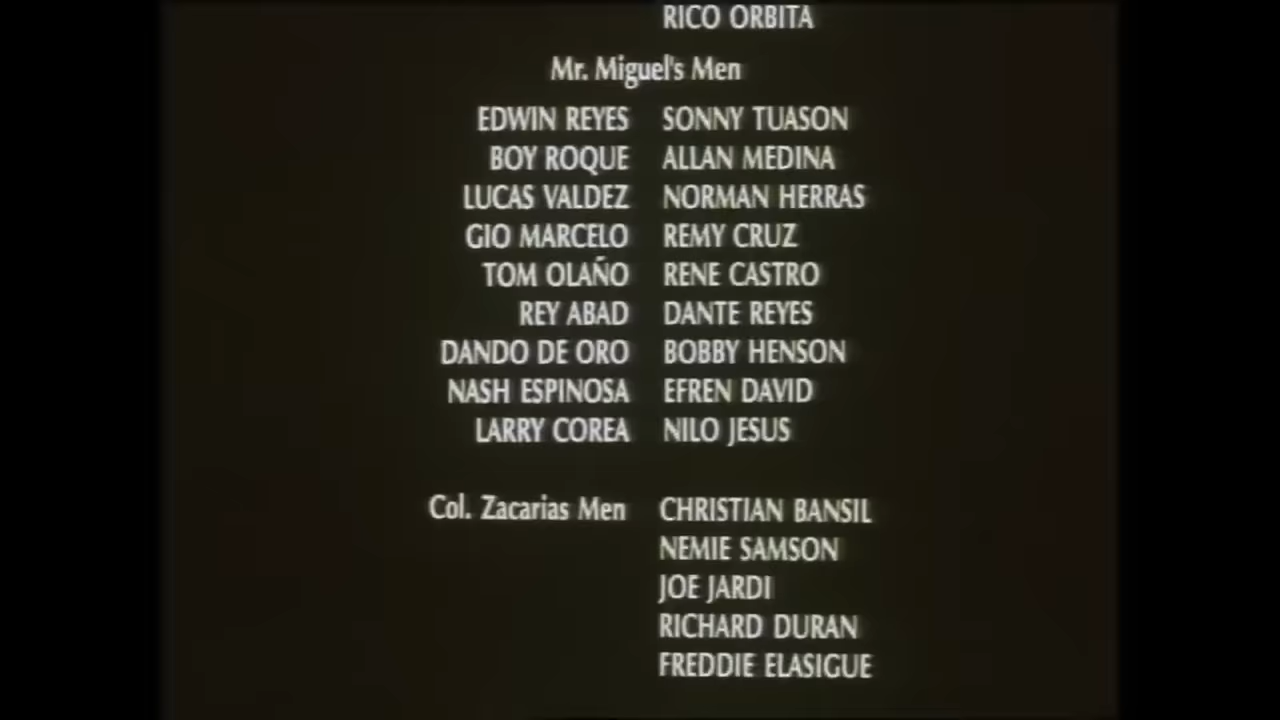 RICO ORBITA
Mr. Miguel's Men
EDWIN REYES SONNY TUASON
BOY ROQUE ALLAN MEDINA
LUCAS VALDEZ NORMAN HERRAS
GIO MARCELO REMY CRUZ
TOM OLAÑO RENE CASTRO
REY ABAD DANTE REYES
DANDO DE ORO BOBBY HENSON
NASH ESPINOSA EFREN DAVID
LARRY COREA NILO JESUS
Col. Zacarias Men CHRISTIAN BANSIL
NEMIE SAMSON
JOE JARDI
RICHARD DURAN
FREDDIE ELASIGUE